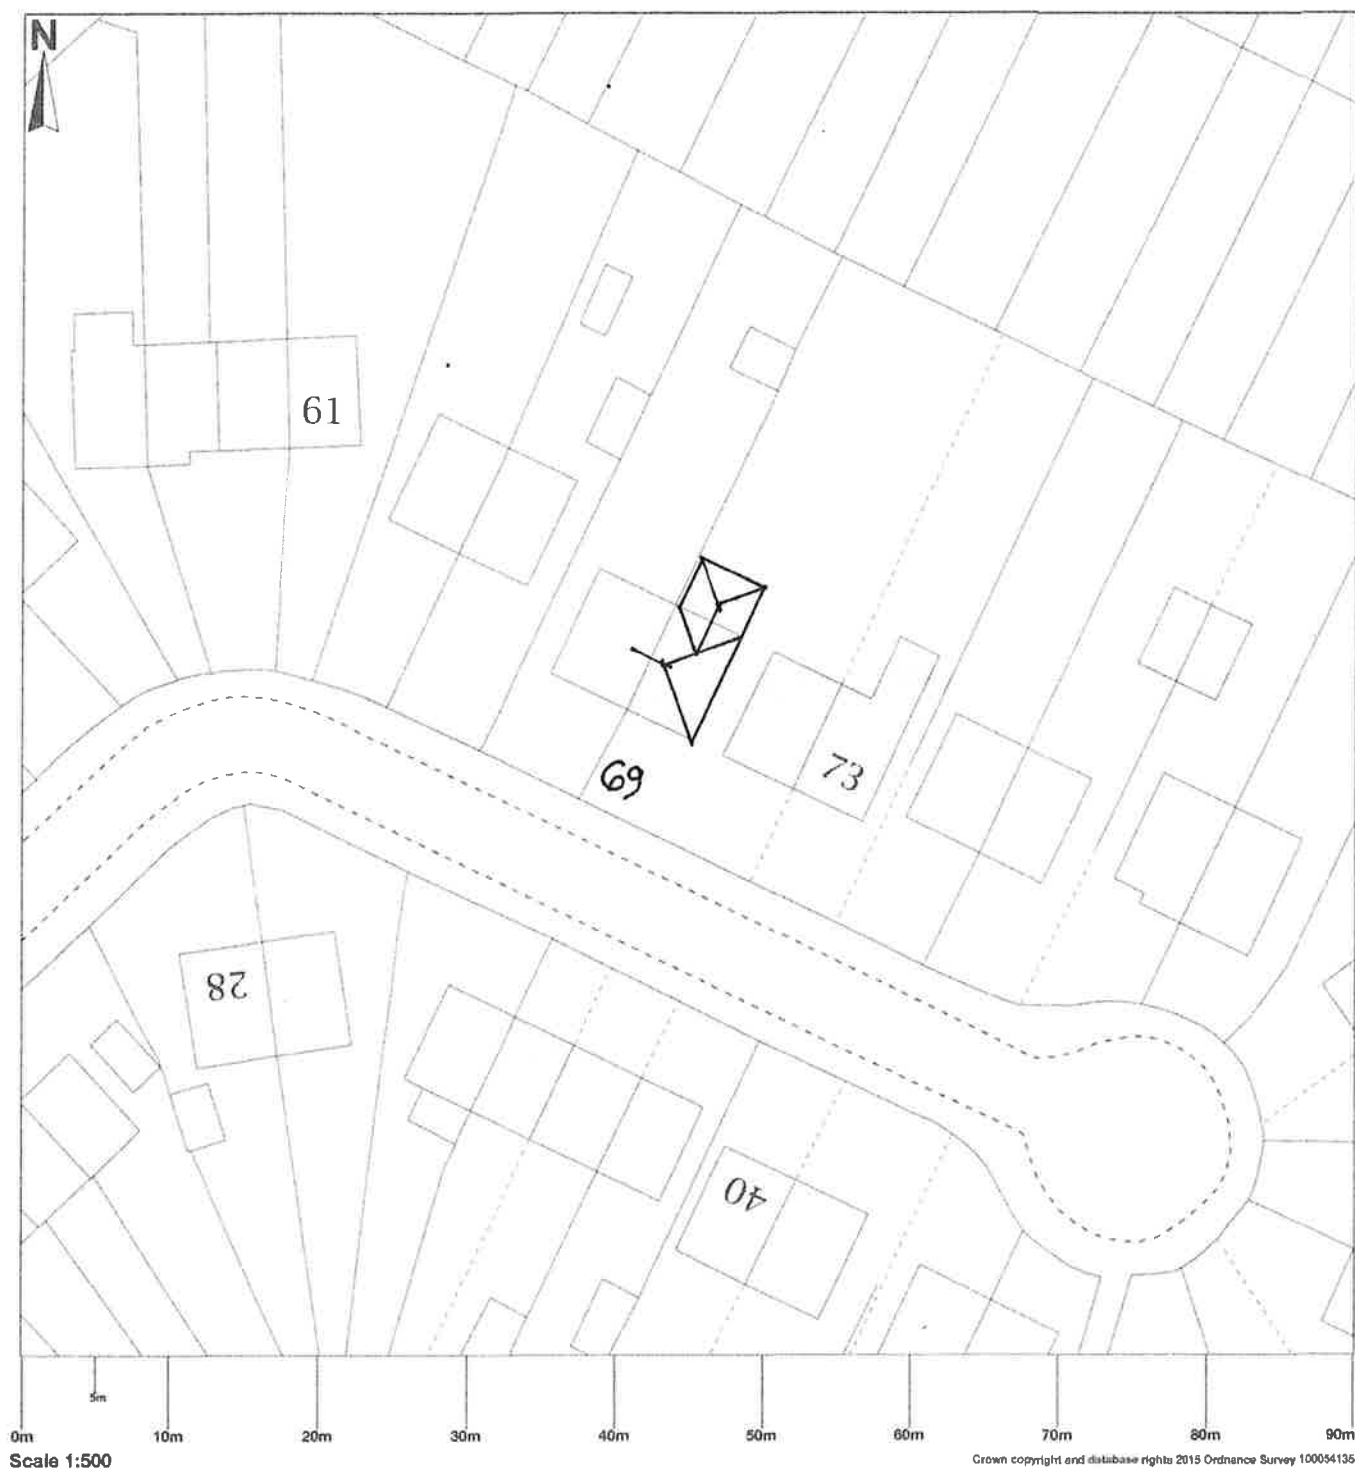 N
61
69
73
28
40
5m
0m 10m 20m 30m 40m 50m 60m 70m 80m 90m
Scale 1:500
Crown copyright and database rights 2015 Ordnance Survey 100054135